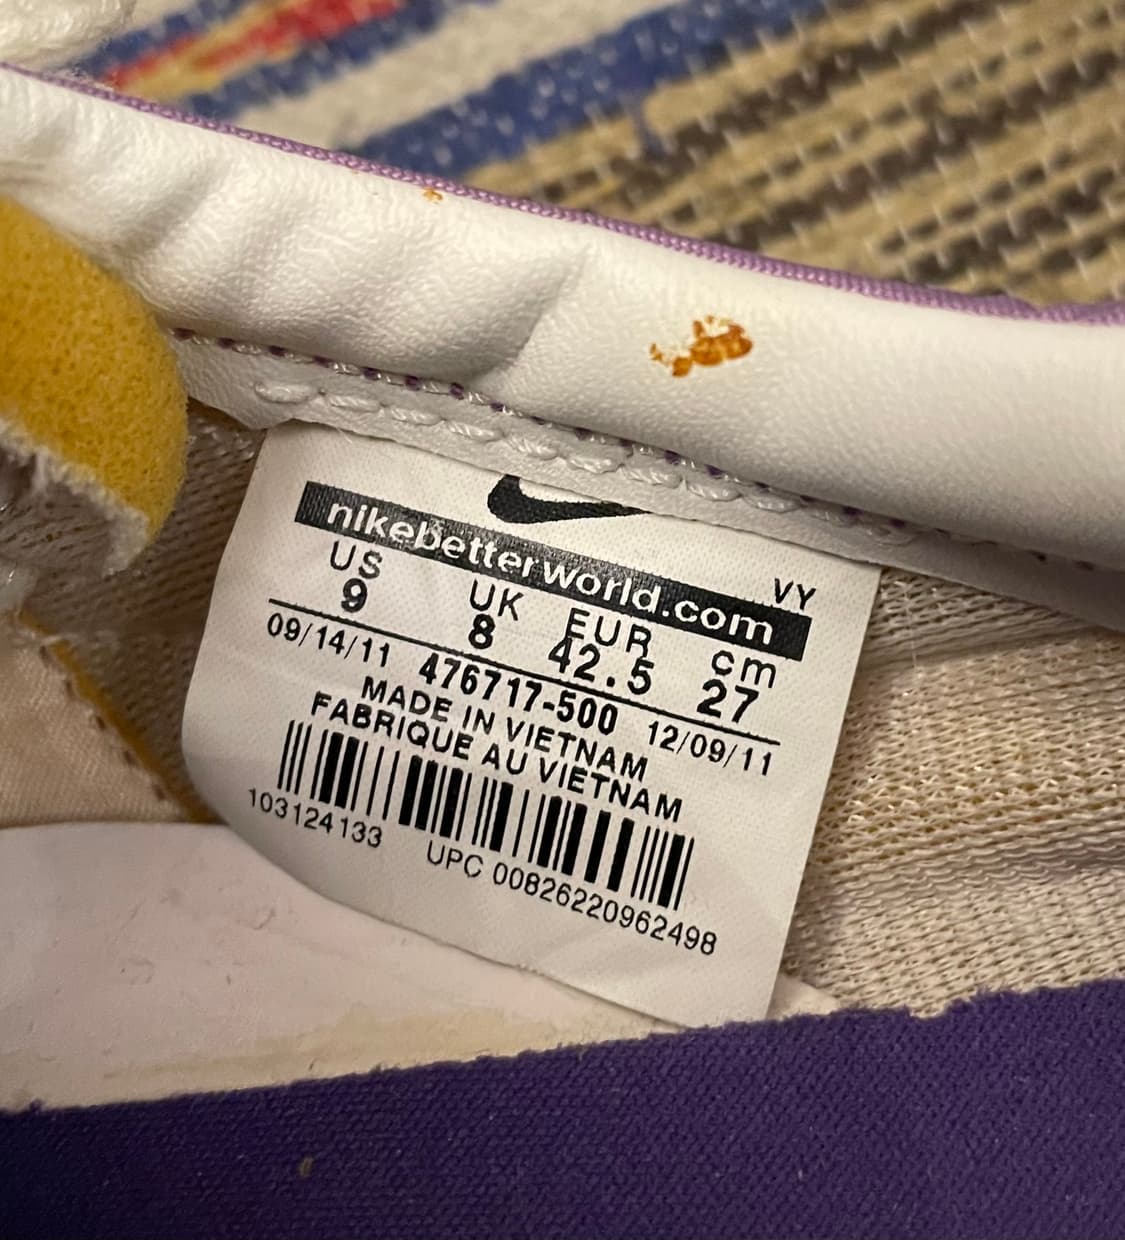 nikebetterworld.com
VY
US UK EUR cm
9 8 42.5 27
09/14/11 476717-500 12/09/11
MADE IN VIETNAM
FABRIQUE AU VIETNAM
103124133 UPC 00826220962498